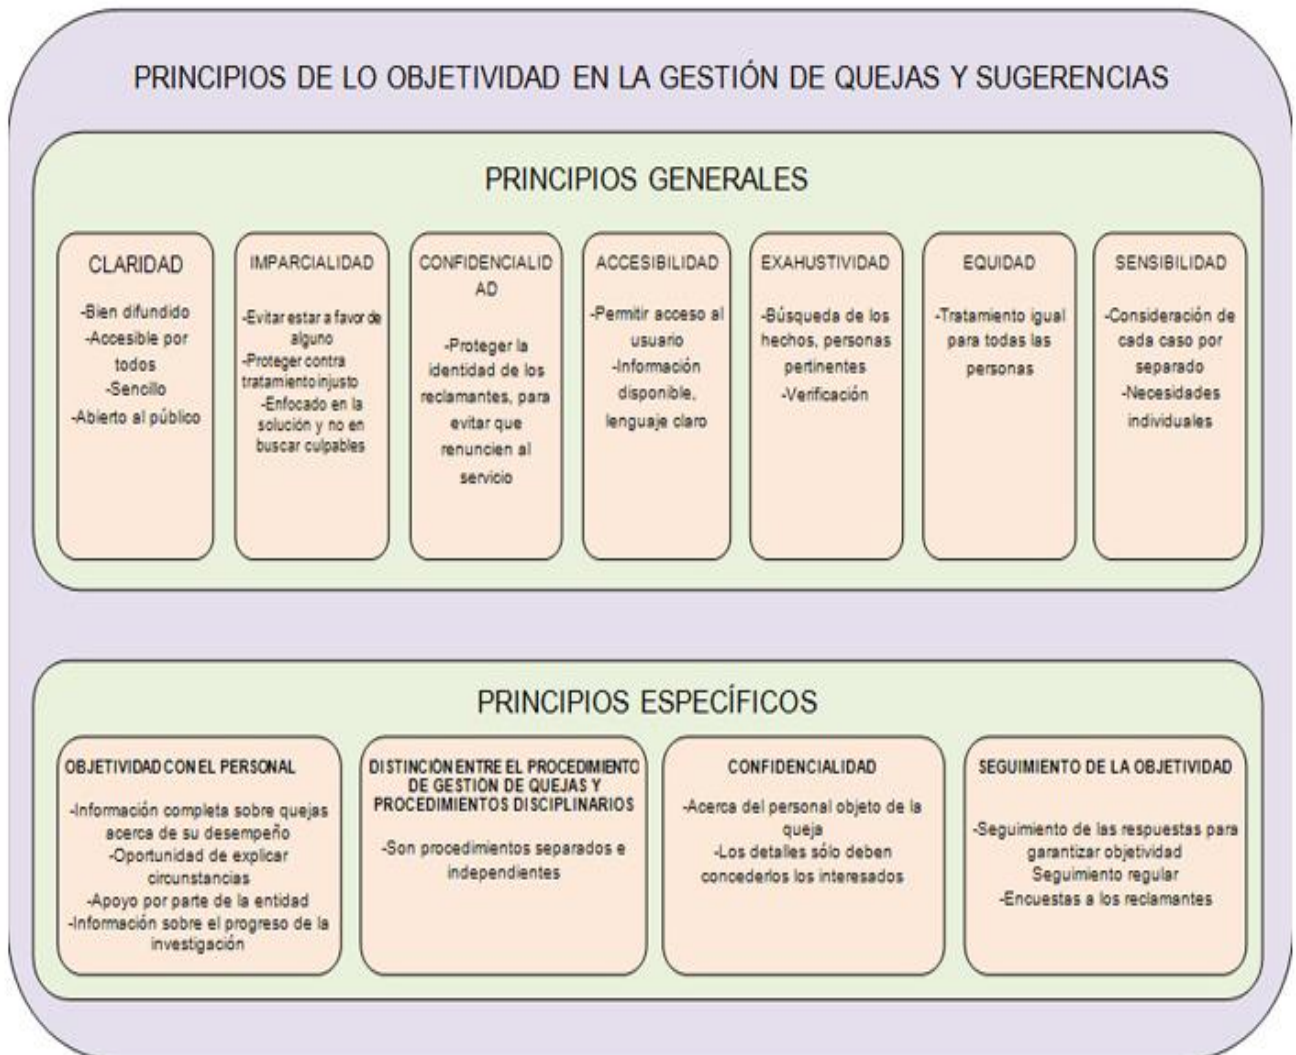 PRINCIPIOS DE LO OBJETIVIDAD EN LA GESTIÓN DE QUEJAS Y SUGERENCIAS
PRINCIPIOS GENERALES
CLARIDAD
-Bien difundido
-Accesible por
todos
-Sencillo
-Abierto al público
IMPARCIALIDAD
-Evitar estar a favor de
alguno
-Proteger contra
tratamiento injusto
-Enfocado en la
solución y no en
buscar culpables
CONFIDENCIALID
AD
-Proteger la
identidad de los
reclamantes, para
evitar que
renuncien al
servicio
ACCESIBILIDAD
-Permitir acceso al
usuario
-Información
disponible,
lenguaje claro
EXAHUSTIVIDAD
-Búsqueda de los
hechos, personas
pertinentes
-Verificación
EQUIDAD
-Tratamiento igual
para todas las
personas
SENSIBILIDAD
-Consideración de
cada caso por
separado
-Necesidades
individuales
PRINCIPIOS ESPECÍFICOS
OBJETIVIDAD CON EL PERSONAL
-Información completa sobre quejas
acerca de su desempeño
-Oportunidad de explicar
circunstancias
-Apoyo por parte de la entidad
-Información sobre el progreso de la
investigación
DISTINCIÓN ENTRE EL PROCEDIMIENTO
DE GESTIÓN DE QUEJAS Y
PROCEDIMIENTOS DISCIPLINARIOS
-Son procedimientos separados e
independientes
CONFIDENCIALIDAD
-Acerca del personal objeto de la
queja
-Los detalles sólo deben
concederlos los interesados
SEGUIMIENTO DE LA OBJETIVIDAD
-Seguimiento de las respuestas para
garantizar objetividad
Seguimiento regular
-Encuestas a los reclamantes